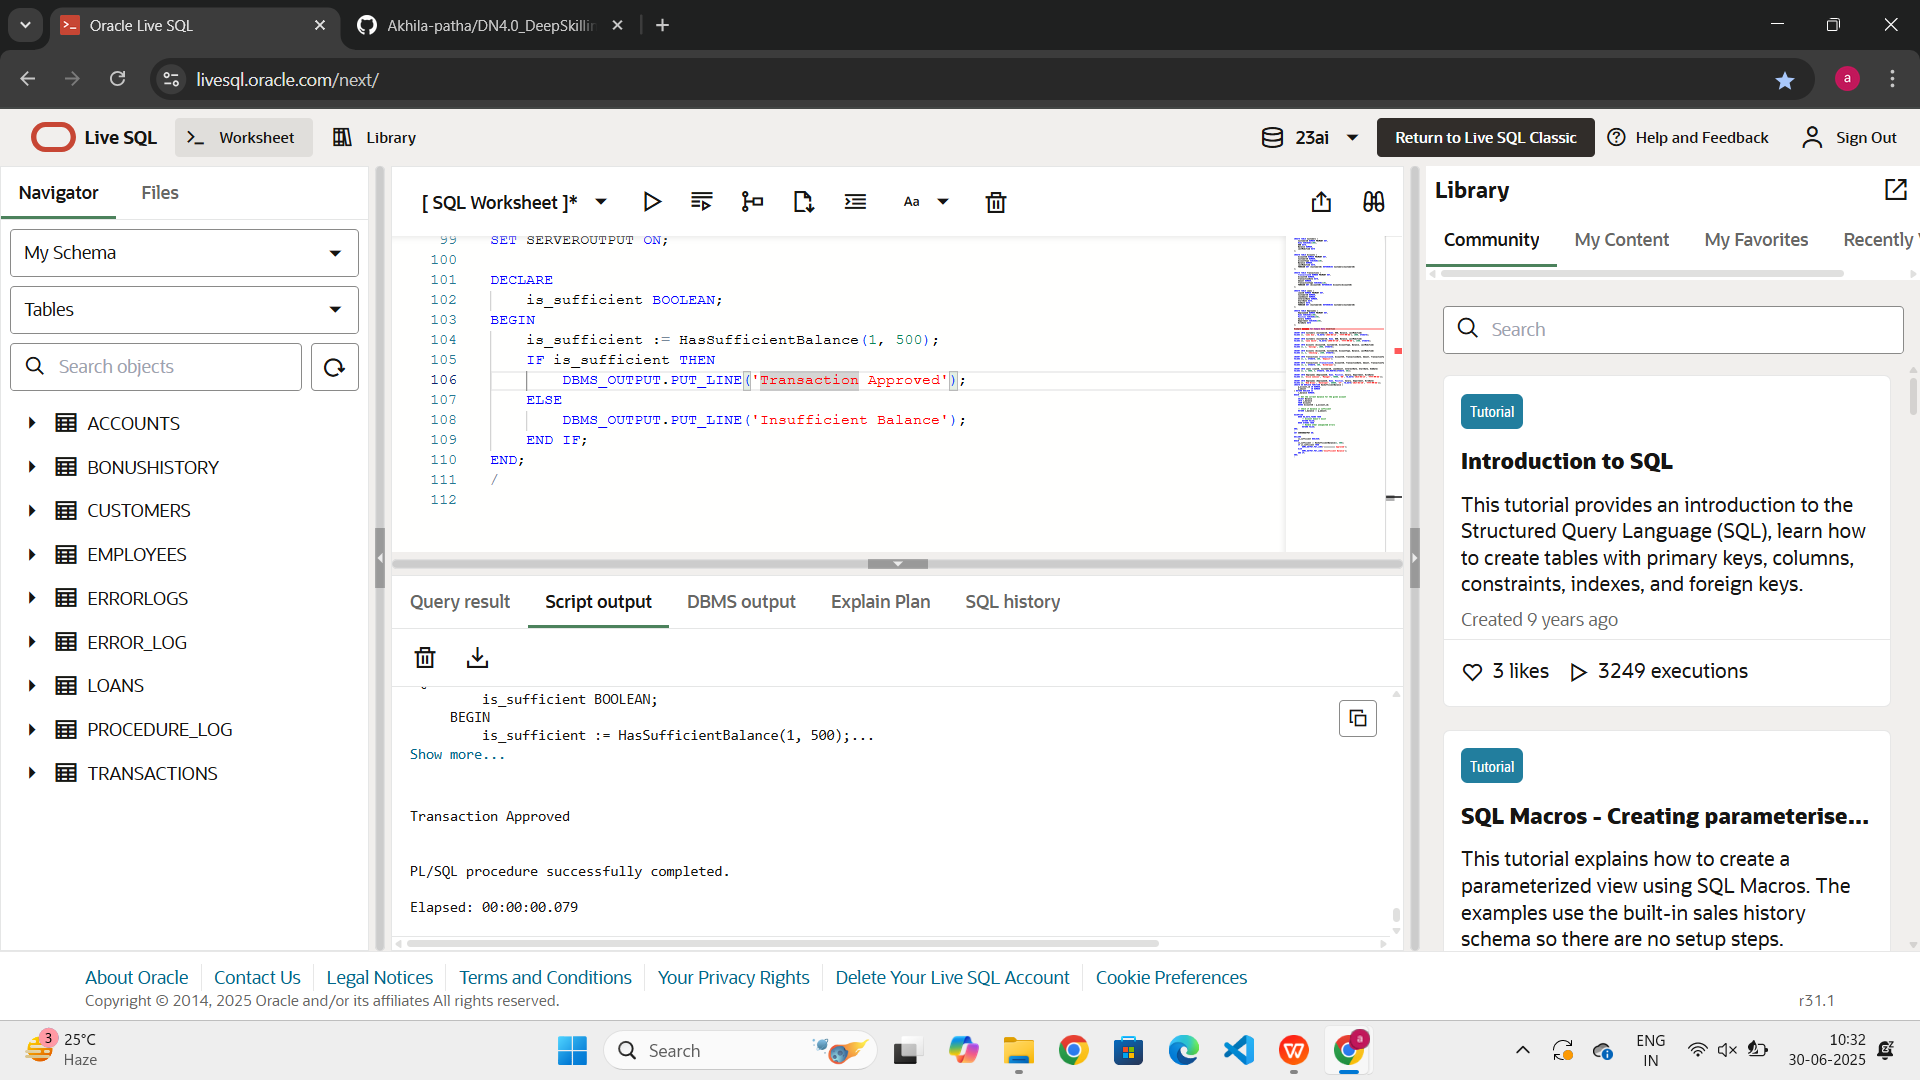 Oracle Live SQL
Akhila-patha/DN4.0_DeepSkillin
livesql.oracle.com/next/
a
Live SQL
Worksheet
Library
23ai
Return to Live SQL Classic
Help and Feedback
Sign Out
Navigator
Files
My Schema
Tables
Search objects
ACCOUNTS
BONUSHISTORY
CUSTOMERS
EMPLOYEES
ERRORLOGS
ERROR_LOG
LOANS
PROCEDURE_LOG
TRANSACTIONS
[ SQL Worksheet ]*
Aa
99 SET SERVEROUTPUT ON;
100
101 DECLARE
102 is_sufficient BOOLEAN;
103 BEGIN
104 is_sufficient := HasSufficientBalance(1, 500);
105 IF is_sufficient THEN
106 DBMS_OUTPUT.PUT_LINE('Transaction Approved');
107 ELSE
108 DBMS_OUTPUT.PUT_LINE('Insufficient Balance');
109 END IF;
110 END;
111 /
112
Query result
Script output
DBMS output
Explain Plan
SQL history
is_sufficient BOOLEAN;
BEGIN
is_sufficient := HasSufficientBalance(1, 500);...
Show more...
Transaction Approved
PL/SQL procedure successfully completed.
Elapsed: 00:00:00.079
Library
Community
My Content
My Favorites
Recently
Search
Tutorial
Introduction to SQL
This tutorial provides an introduction to the
Structured Query Language (SQL), learn how
to create tables with primary keys, columns,
constraints, indexes, and foreign keys.
Created 9 years ago
3 likes
3249 executions
Tutorial
SQL Macros - Creating parameterise...
This tutorial explains how to create a
parameterized view using SQL Macros. The
examples use the built-in sales history
schema so there are no setup steps.
About Oracle
Contact Us
Legal Notices
Terms and Conditions
Your Privacy Rights
Delete Your Live SQL Account
Cookie Preferences
Copyright © 2014, 2025 Oracle and/or its affiliates All rights reserved.
r31.1
3
25°C
Haze
Search
a
ENG
IN
10:32
30-06-2025